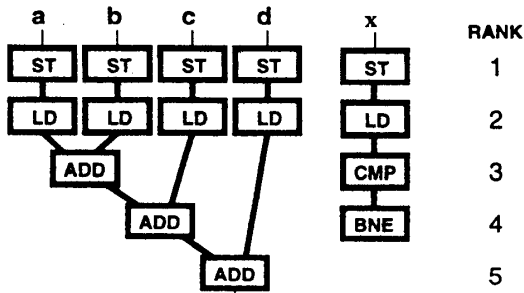 a b c d x
RANK
ST ST ST ST ST 1
LD LD LD LD LD 2
ADD CMP 3
ADD BNE 4
ADD 5